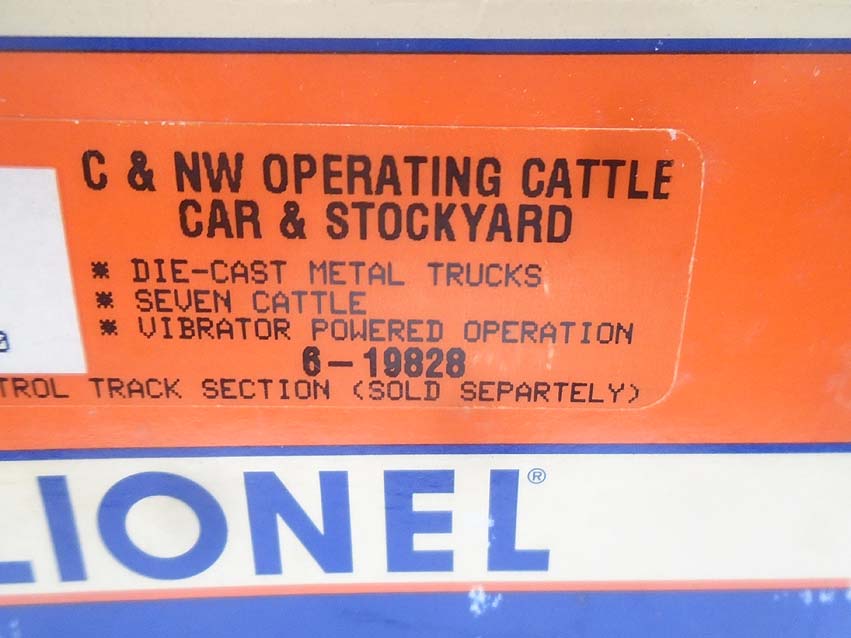 C & NW OPERATING CATTLE
CAR & STOCKYARD
* DIE-CAST METAL TRUCKS
* SEVEN CATTLE
* VIBRATOR POWERED OPERATION
6-19828
TROL TRACK SECTION (SOLD SEPARTELY)
LIONEL®